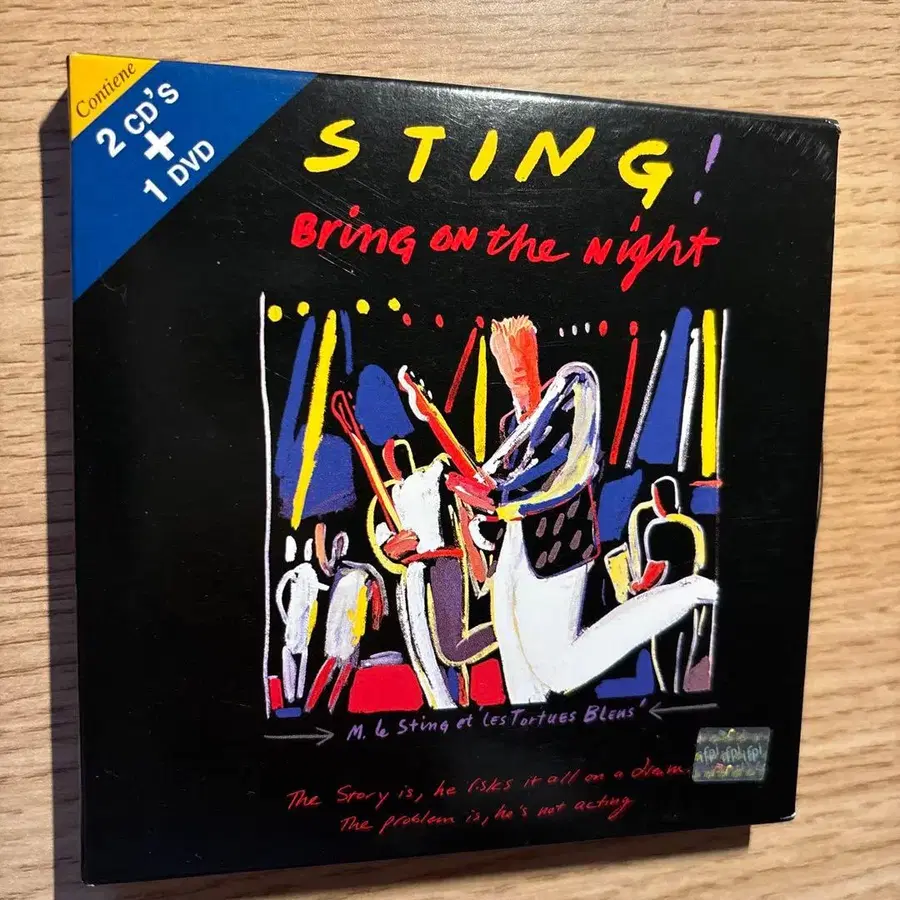 Contiene
2 CD'S
+
1 DVD
STING!
Bring ON the Night
M. le Sting et 'Les Tortues Bleus'
The Story is, he risks it all on a dream.
The problem is, he's not acting